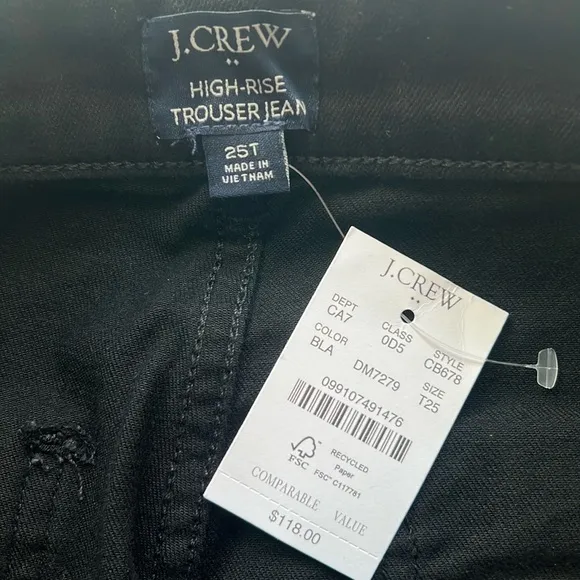 J.CREW
HIGH-RISE
TROUSER JEAN
25T
MADE IN
VIETNAM
J.CREW
DEPT CLASS STYLE
CA7 0D5 CB678
COLOR SIZE
BLA DM7279 T25
099107491476
FSC
RECYCLED
Paper
FSC® C117761
COMPARABLE VALUE
$118.00